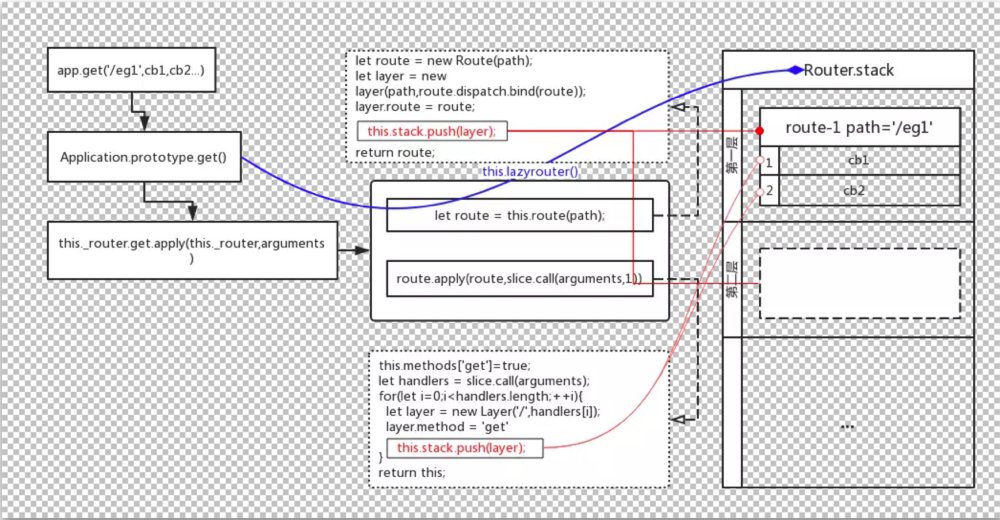 app.get('/eg1',cb1,cb2...)
Application.prototype.get()
this._router.get.apply(this._router,arguments
)
let route = new Route(path);
let layer = new
layer(path,route.dispatch.bind(route));
layer.route = route;
this.stack.push(layer);
return route;
this.lazyrouter()
let route = this.route(path);
route.apply(route,slice.call(arguments,1))
this.methods['get']=true;
let handlers = slice.call(arguments);
for(let i=0;i<handlers.length;++i){
let layer = new Layer('/',handlers[i]);
layer.method = 'get'
this.stack.push(layer);
}
return this;
Router.stack
第一层
route-1 path='/eg1'
1 cb1
2 cb2
第二层
...